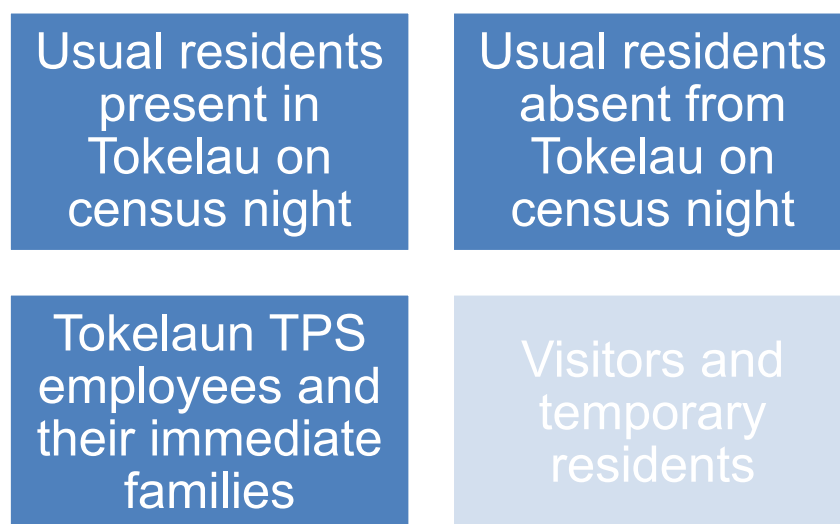 Usual residents
present in
Tokelau on
census night
Usual residents
absent from
Tokelau on
census night
Tokelaun TPS
employees and
their immediate
families
Visitors and
temporary
residents